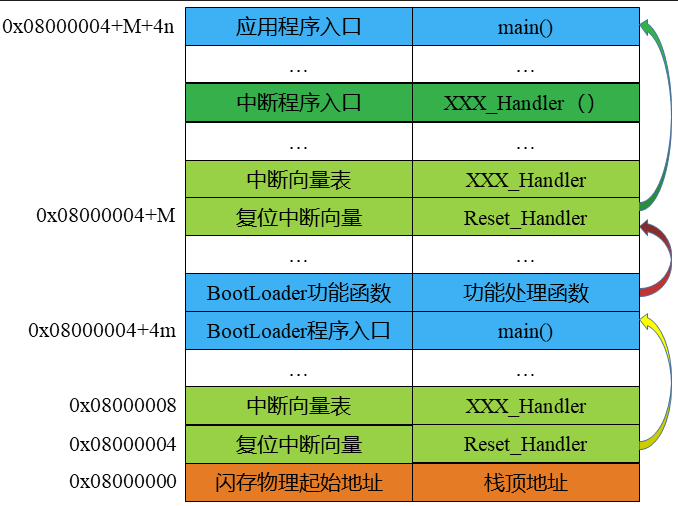 0x08000004+M+4n 应用程序入口 main()
… …
中断程序入口 XXX_Handler（）
… …
中断向量表 XXX_Handler
0x08000004+M 复位中断向量 Reset_Handler
… …
BootLoader功能函数 功能处理函数
0x08000004+4m BootLoader程序入口 main()
… …
0x08000008 中断向量表 XXX_Handler
0x08000004 复位中断向量 Reset_Handler
0x08000000 闪存物理起始地址 栈顶地址